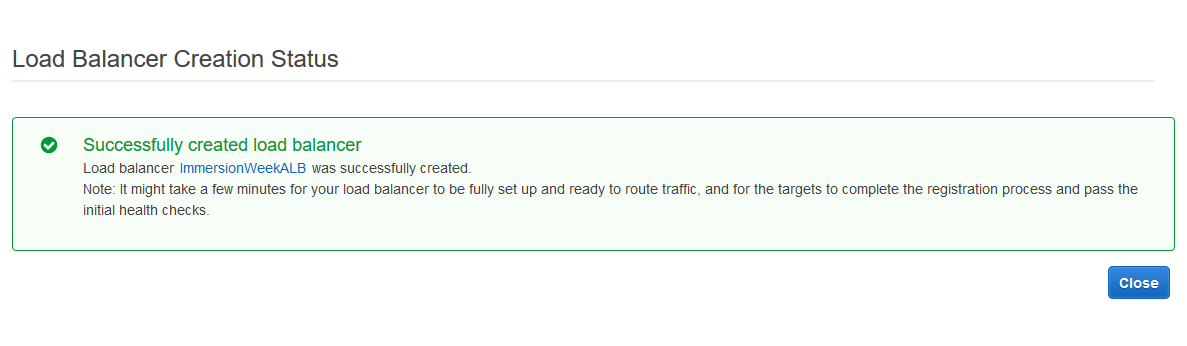 Load Balancer Creation Status
Successfully created load balancer
Load balancer ImmersionWeekALB was successfully created.
Note: It might take a few minutes for your load balancer to be fully set up and ready to route traffic, and for the targets to complete the registration process and pass the
initial health checks.
Close